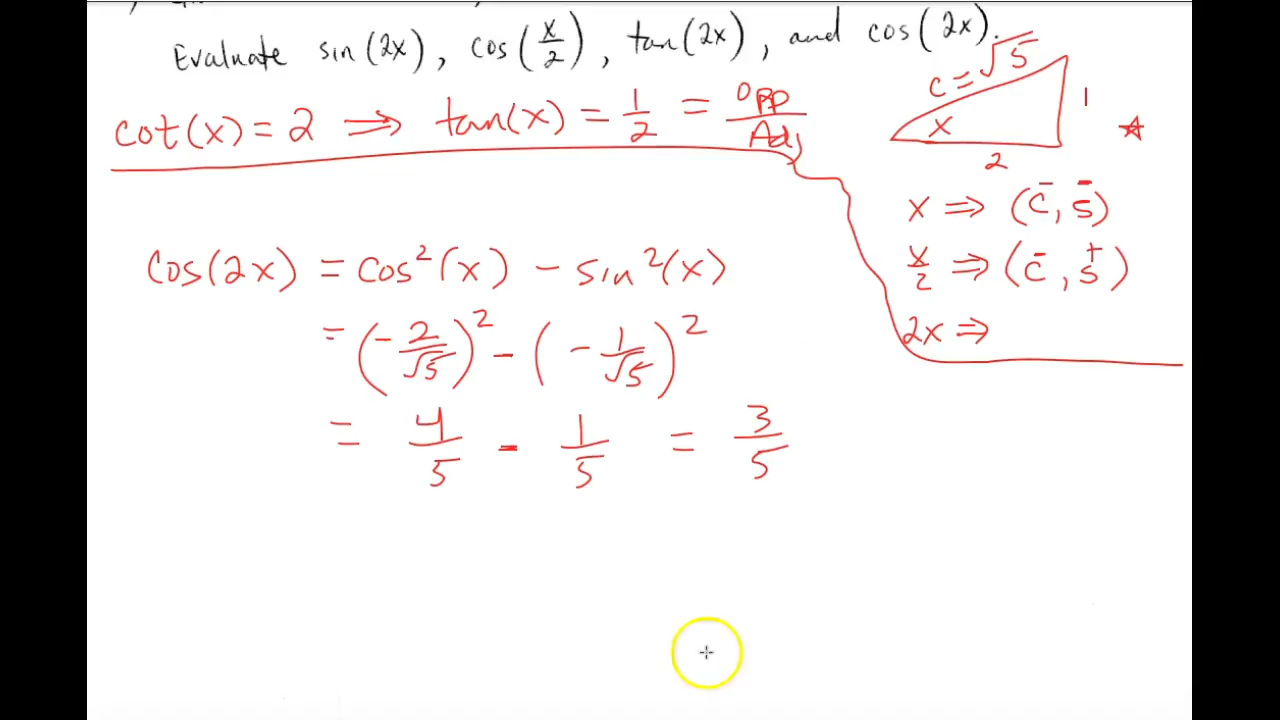 Evaluate sin(2x), cos(x/2), tan(2x), and cos(2x).
cot(x) = 2 ⟹ tan(x) = 1/2 = Opp/Adj
c = √5
1
x
2
★
x ⟹ (c̄, s̄)
x/2 ⟹ (c̄, s⁺)
2x ⟹
cos(2x) = cos²(x) - sin²(x)
= (-2/√5)² - (-1/√5)²
= 4/5 - 1/5 = 3/5